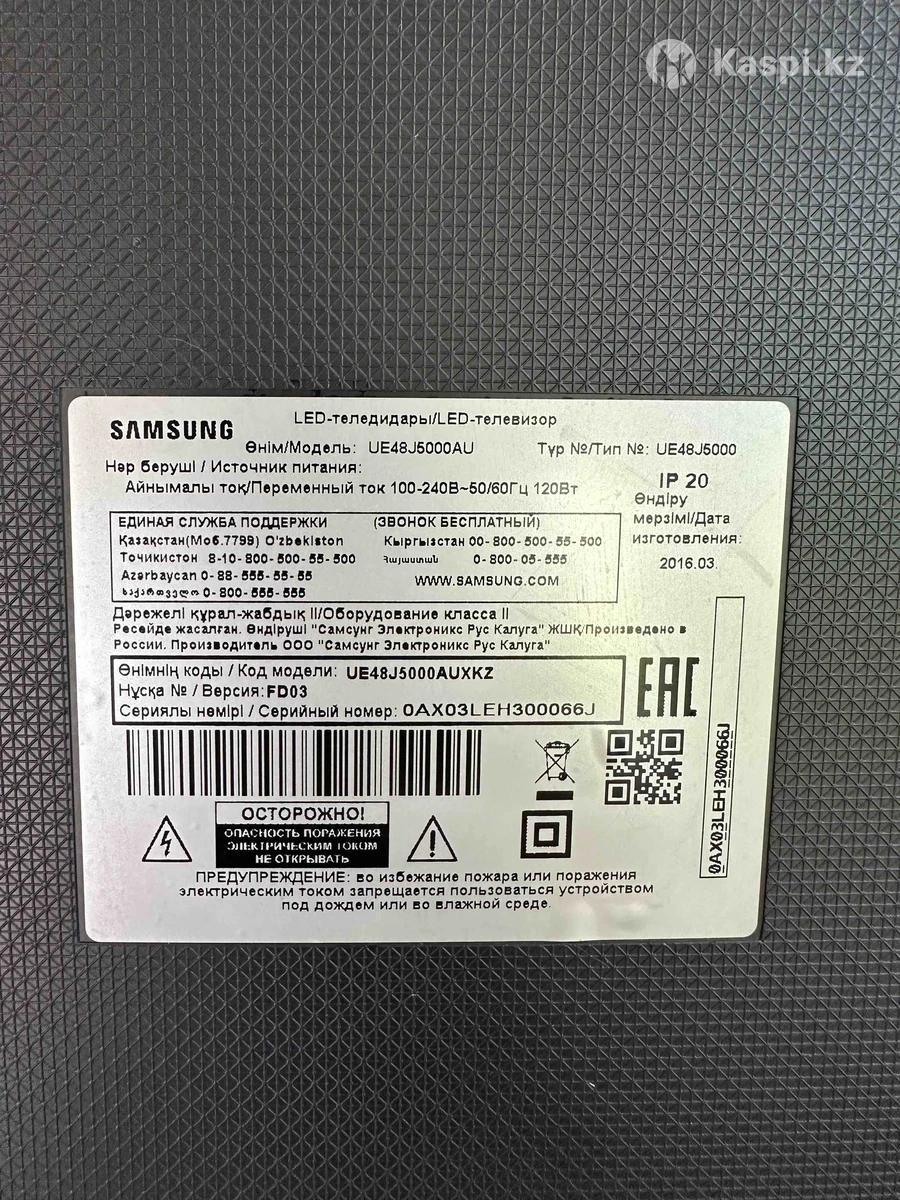 Kaspi.kz
SAMSUNG
LED-теледидары/LED-телевизор
Өнім/Модель: UE48J5000AU Түр №/Тип №: UE48J5000
Нәр беруші / Источник питания:
Айнымалы тоқ/Переменный ток 100-240В~50/60Гц 120Вт
IP 20
Өндіру
мерзімі/Дата
изготовления:
2016.03.
ЕДИНАЯ СЛУЖБА ПОДДЕРЖКИ (ЗВОНОК БЕСПЛАТНЫЙ)
Қазақстан(Моб.7799) O'zbekiston Кыргызстан 00-800-500-55-500
Точикистон 8-10-800-500-55-500 Հայաստան 0-800-05-555
Azərbaycan 0-88-555-55-55 WWW.SAMSUNG.COM
საქართველო 0-800-555-555
Дәрежелі құрал-жабдық II/Оборудование класса II
Ресейде жасалған. Өндіруші "Самсунг Электроникс Рус Калуга" ЖШҚ/Произведено в
России. Производитель ООО "Самсунг Электроникс Рус Калуга"
Өнімнің коды / Код модели: UE48J5000AUXKZ
Нұсқа № / Версия: FD03
Сериялы нөмірі / Серийный номер: 0AX03LEH300066J
EAC
0AX03LEH300066J
ОСТОРОЖНО!
ОПАСНОСТЬ ПОРАЖЕНИЯ
ЭЛЕКТРИЧЕСКИМ ТОКОМ
НЕ ОТКРЫВАТЬ
ПРЕДУПРЕЖДЕНИЕ: во избежание пожара или поражения
электрическим током запрещается пользоваться устройством
под дождем или во влажной среде.